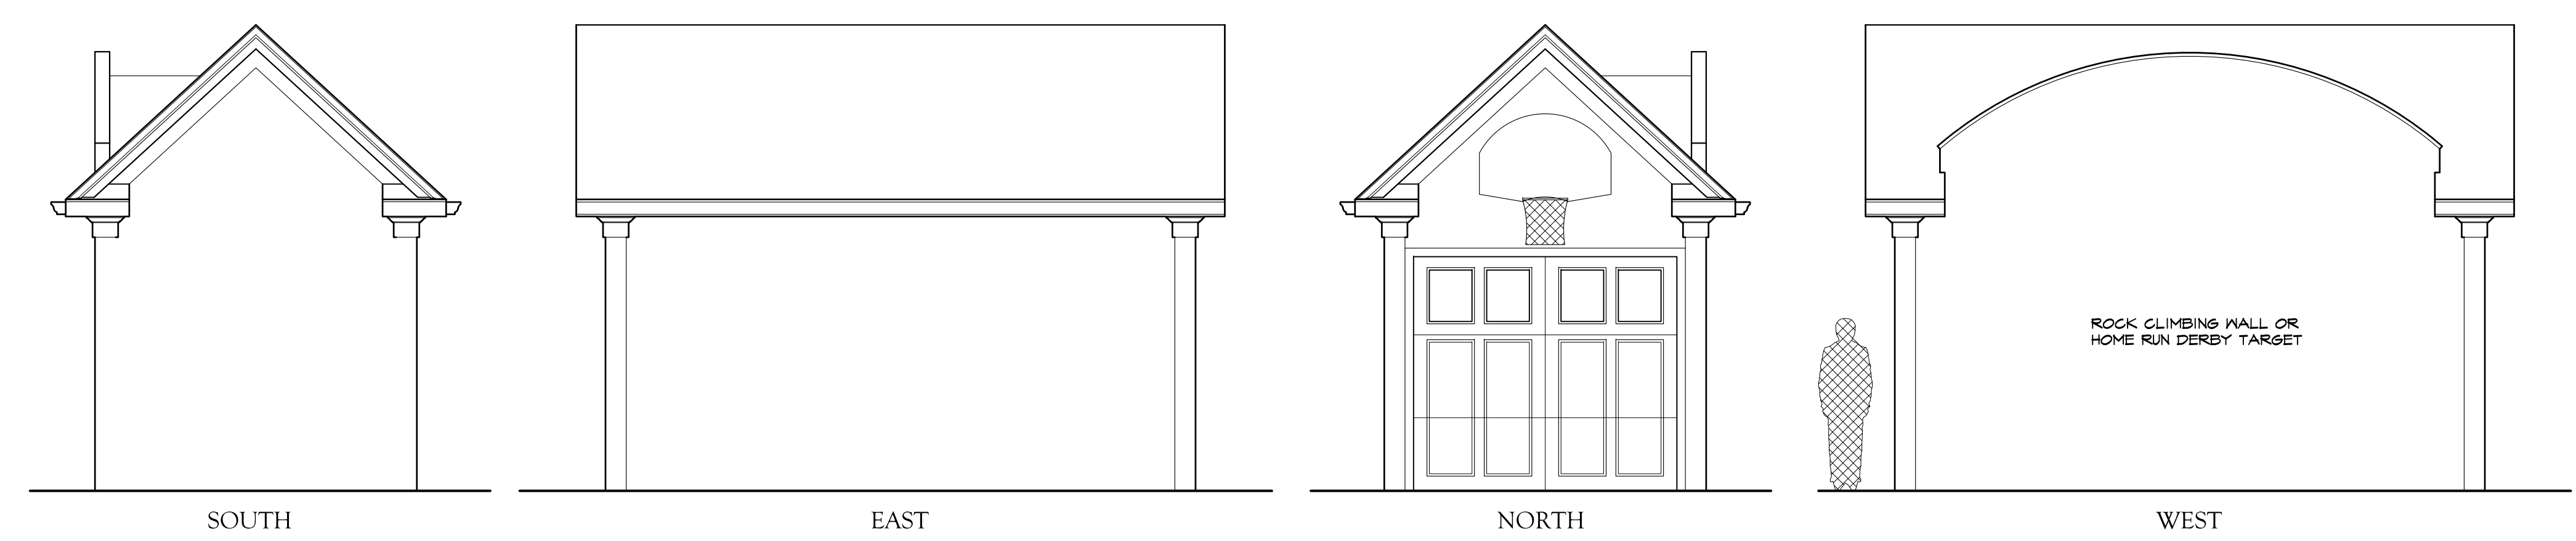 ROCK CLIMBING WALL OR
HOME RUN DERBY TARGET
SOUTH
EAST
NORTH
WEST